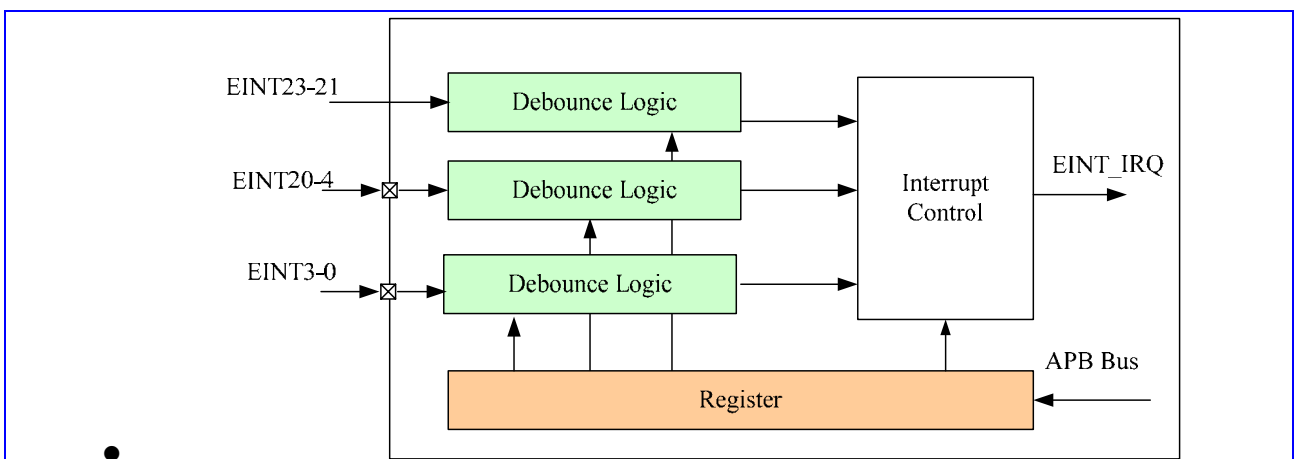 EINT23-21
Debounce Logic
EINT20-4
Debounce Logic
EINT3-0
Debounce Logic
Interrupt
Control
EINT_IRQ
APB Bus
Register